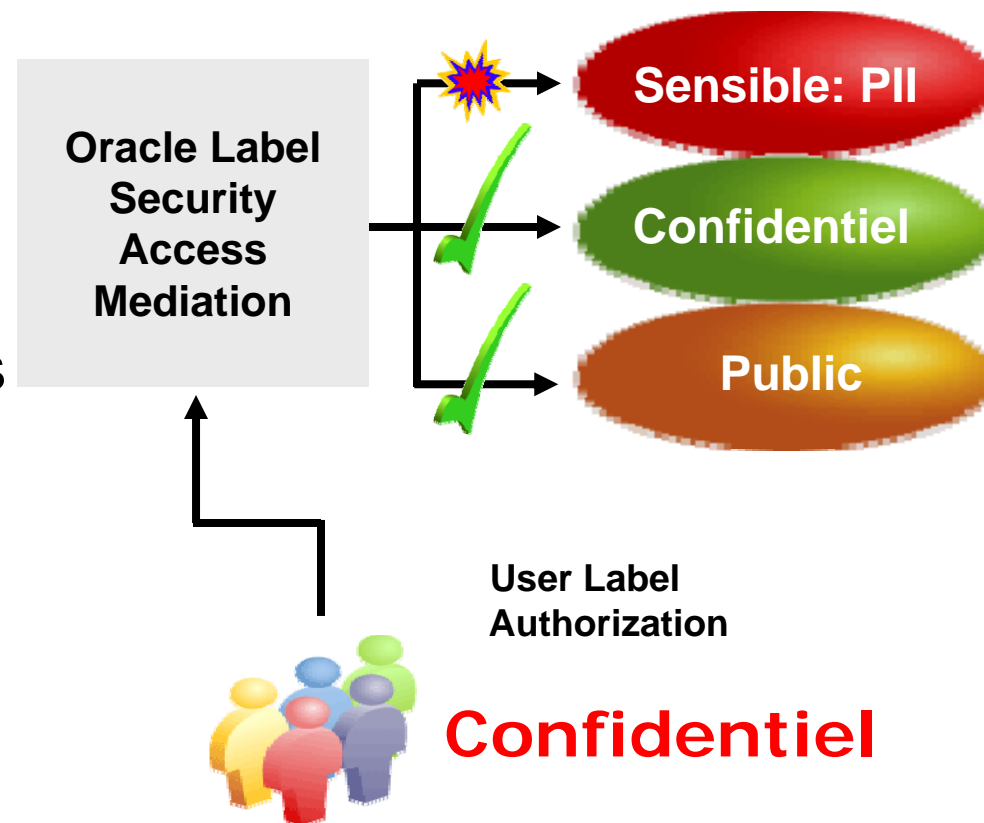 Oracle Label
Security
Access
Mediation
s
Sensible: PII
Confidentiel
Public
User Label
Authorization
Confidentiel